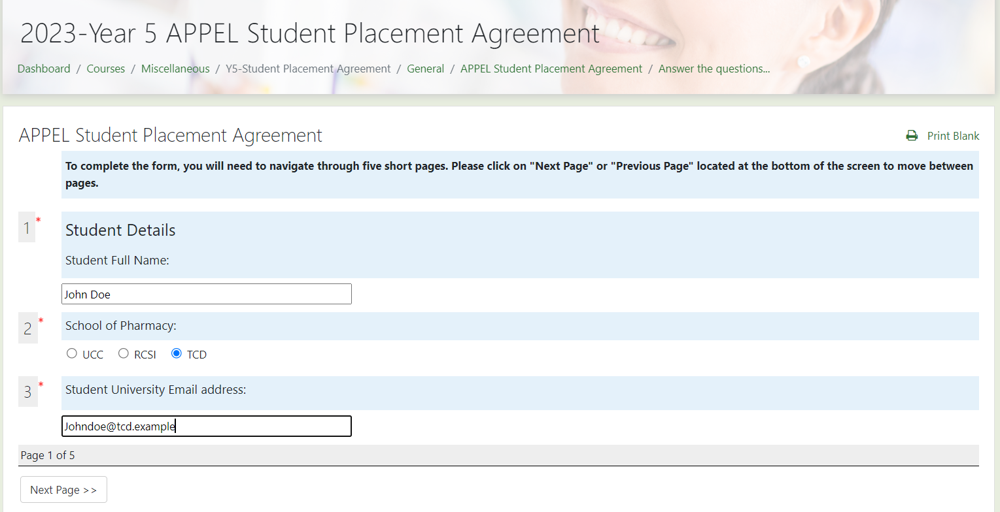 2023-Year 5 APPEL Student Placement Agreement
Dashboard / Courses / Miscellaneous / Y5-Student Placement Agreement / General / APPEL Student Placement Agreement / Answer the questions...
APPEL Student Placement Agreement
Print Blank
To complete the form, you will need to navigate through five short pages. Please click on "Next Page" or "Previous Page" located at the bottom of the screen to move between
pages.
1 * Student Details
Student Full Name:
John Doe
2 * School of Pharmacy:
UCC RCSI TCD
3 * Student University Email address:
Johndoe@tcd.example
Page 1 of 5
Next Page >>